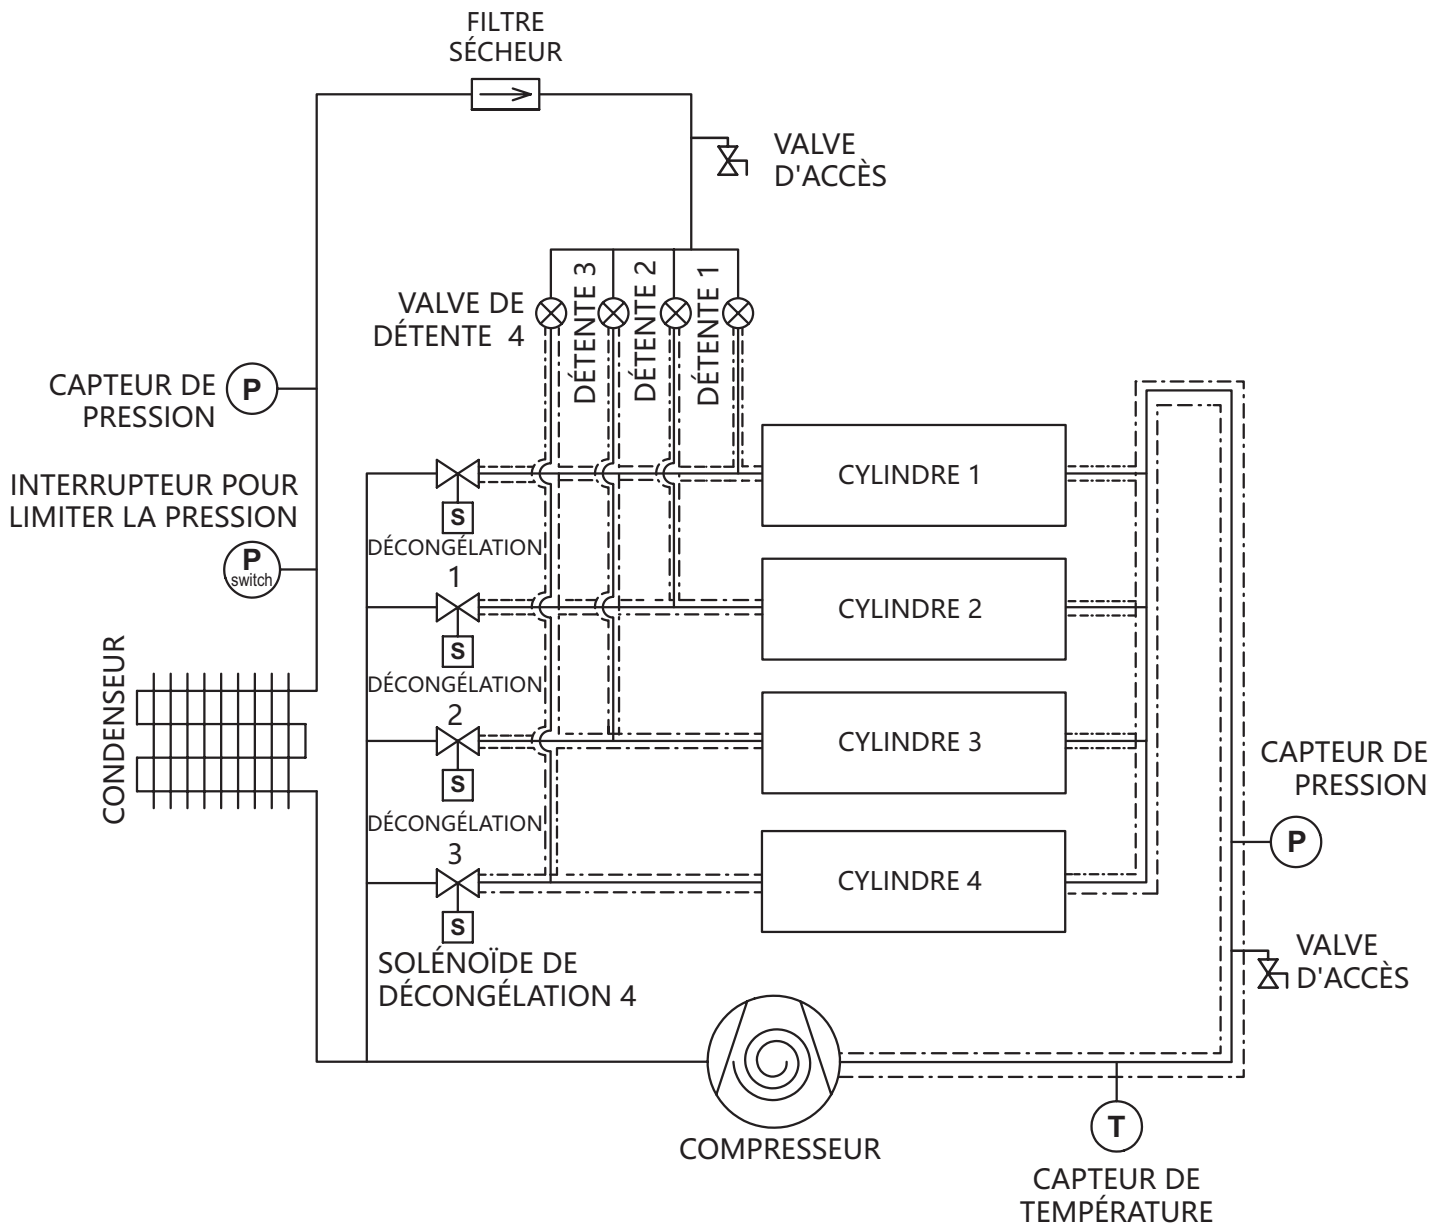 FILTRE
SÉCHEUR
VALVE
D'ACCÈS
VALVE DE
DÉTENTE 4
DÉTENTE 3
DÉTENTE 2
DÉTENTE 1
CAPTEUR DE
PRESSION
P
INTERRUPTEUR POUR
LIMITER LA PRESSION
P
switch
CONDENSEUR
S
DÉCONGÉLATION
1
S
DÉCONGÉLATION
2
S
DÉCONGÉLATION
3
S
SOLÉNOÏDE DE
DÉCONGÉLATION 4
CYLINDRE 1
CYLINDRE 2
CYLINDRE 3
CYLINDRE 4
CAPTEUR DE
PRESSION
P
VALVE
D'ACCÈS
COMPRESSEUR
T
CAPTEUR DE
TEMPÉRATURE